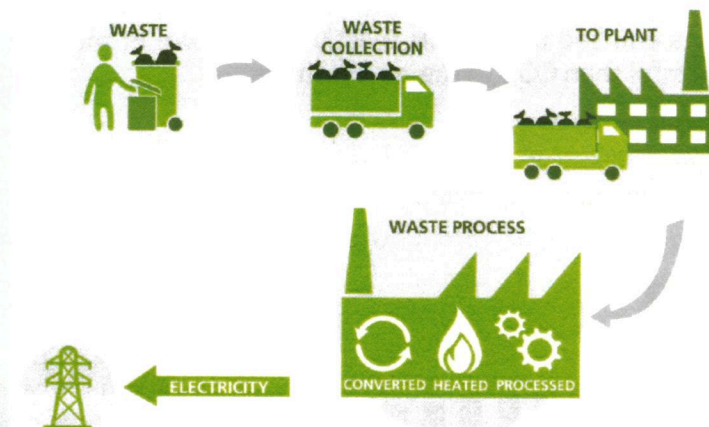 WASTE
WASTE
COLLECTION
TO PLANT
WASTE PROCESS
CONVERTED HEATED PROCESSED
ELECTRICITY